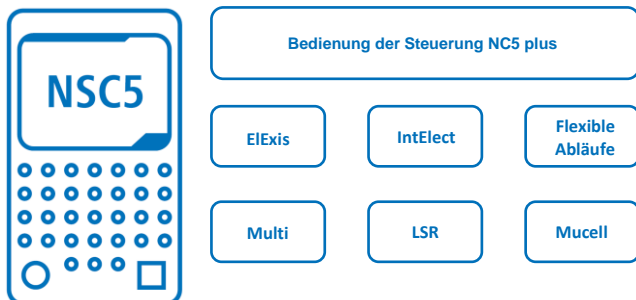 NSC5
Bedienung der Steuerung NC5 plus
ElExis
IntElect
Flexible
Abläufe
Multi
LSR
Mucell